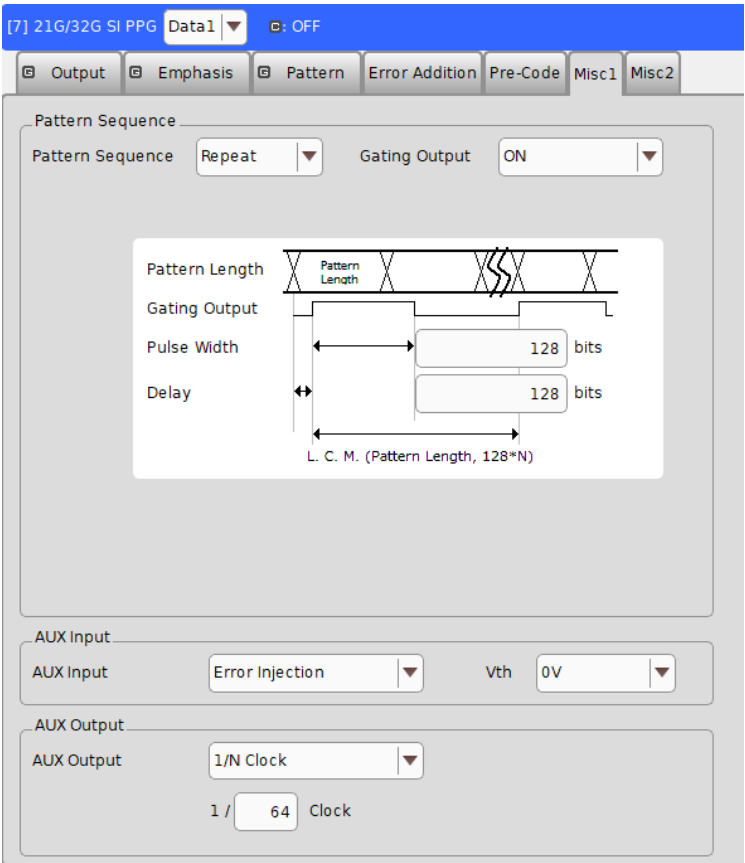 [7] 21G/32G SI PPG Data1 C: OFF
G Output G Emphasis G Pattern Error Addition Pre-Code Misc1 Misc2
Pattern Sequence
Pattern Sequence Repeat Gating Output ON
Pattern Length Pattern
Length
Gating Output
Pulse Width 128 bits
Delay 128 bits
L. C. M. (Pattern Length, 128*N)
AUX Input
AUX Input Error Injection Vth 0V
AUX Output
AUX Output 1/N Clock
1 / 64 Clock